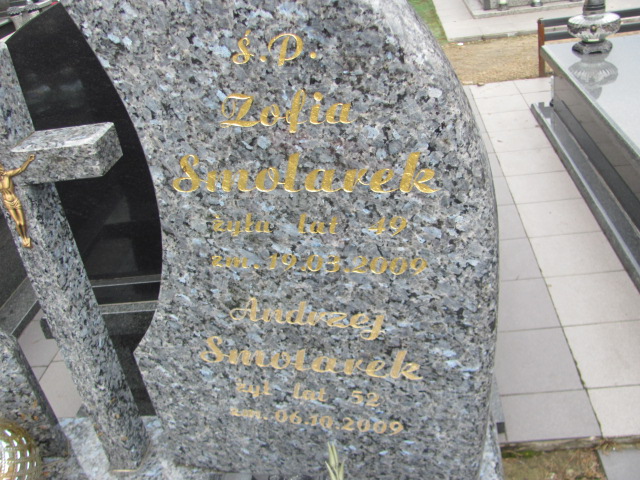 ś.p.
Zofia
Smolarek
żyła lat 49
zm. 19.03.2009
Andrzej
Smolarek
żył lat 52
zm. 06.10.2009